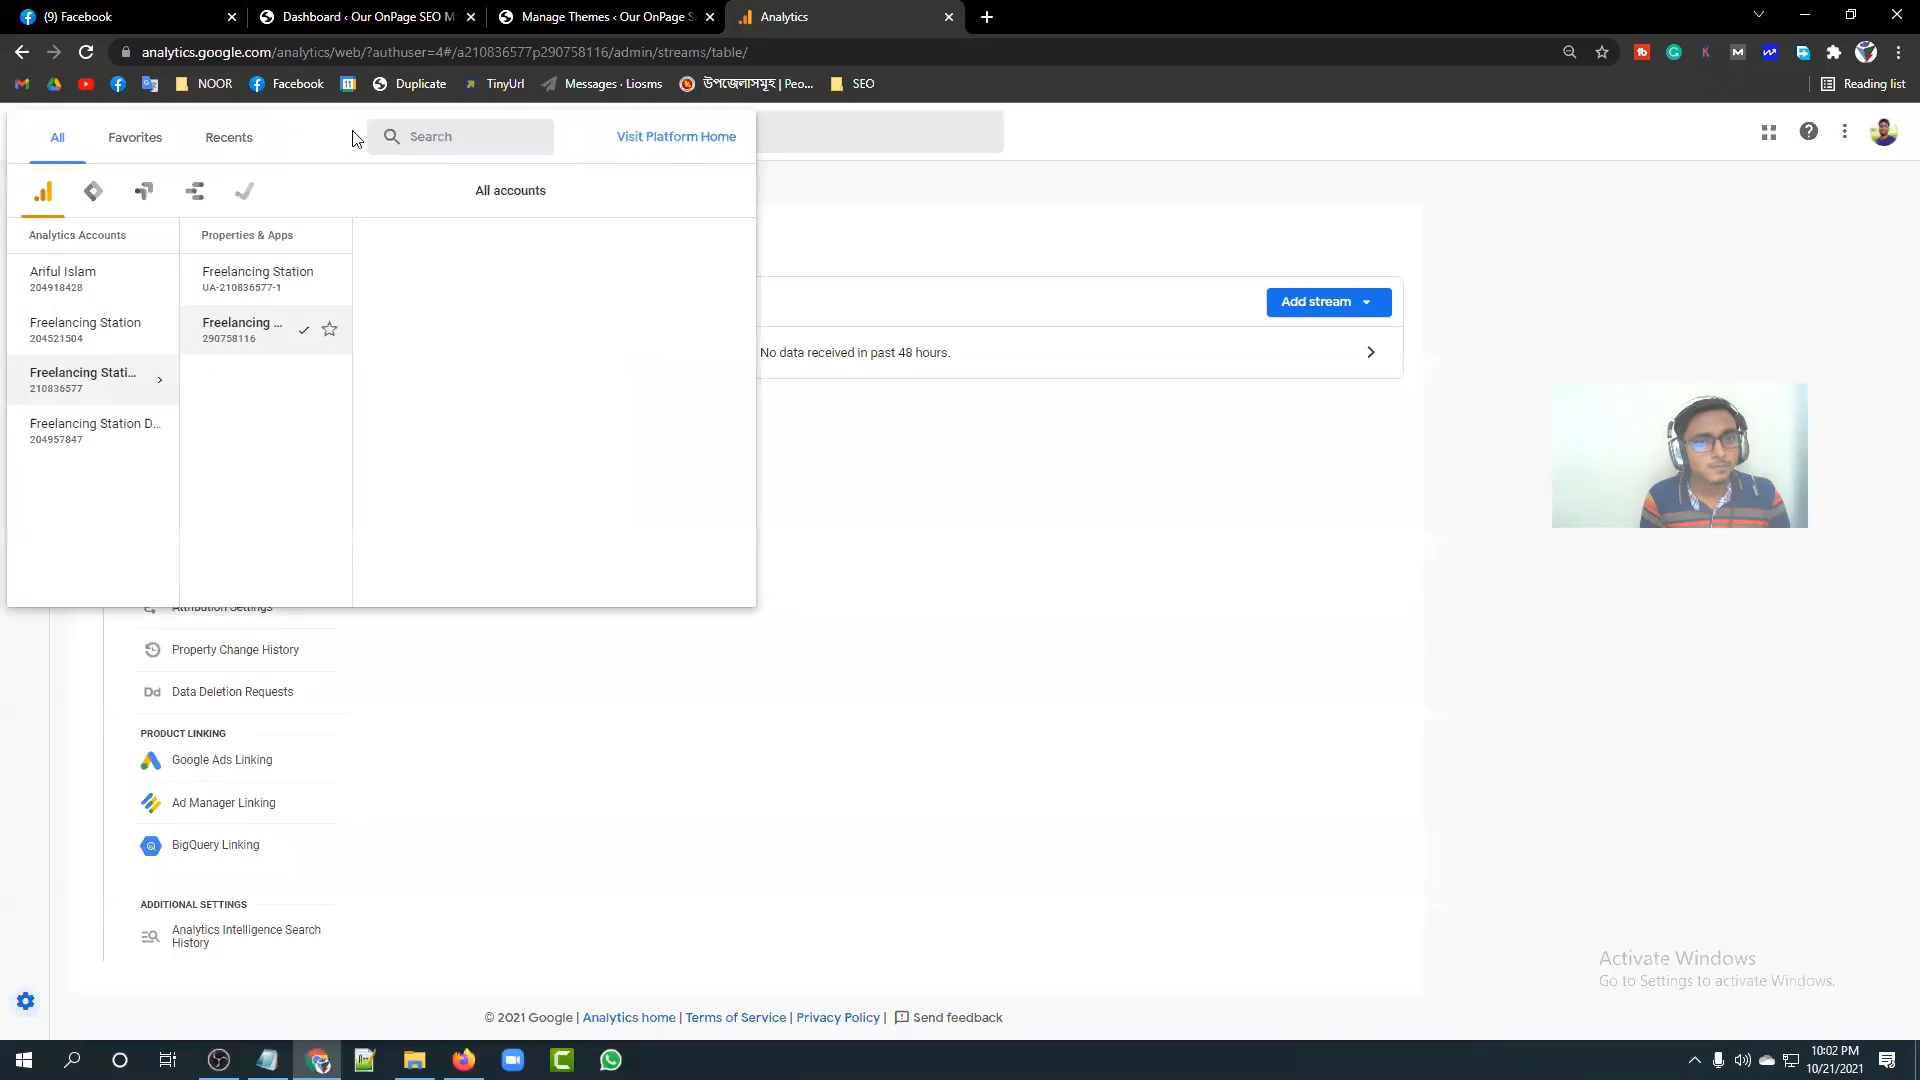 (9) Facebook
Dashboard ‹ Our OnPage SEO M
Manage Themes ‹ Our OnPage S
Analytics
analytics.google.com/analytics/web/?authuser=4#/a210836577p290758116/admin/streams/table/
NOOR
Facebook
Duplicate
TinyUrl
Messages · Liosms
উপজেলাসমূহ | Peo...
SEO
Reading list
All
Favorites
Recents
Search
Visit Platform Home
All accounts
Analytics Accounts
Properties & Apps
Ariful Islam
204918428
Freelancing Station
UA-210836577-1
Freelancing Station
204521504
Freelancing ...
290758116
Freelancing Stati...
210836577
Freelancing Station D...
204957847
Add stream
No data received in past 48 hours.
Attribution Settings
Property Change History
Dd Data Deletion Requests
PRODUCT LINKING
Google Ads Linking
Ad Manager Linking
BigQuery Linking
ADDITIONAL SETTINGS
Analytics Intelligence Search
History
Activate Windows
Go to Settings to activate Windows.
© 2021 Google | Analytics home | Terms of Service | Privacy Policy | Send feedback
10:02 PM
10/21/2021